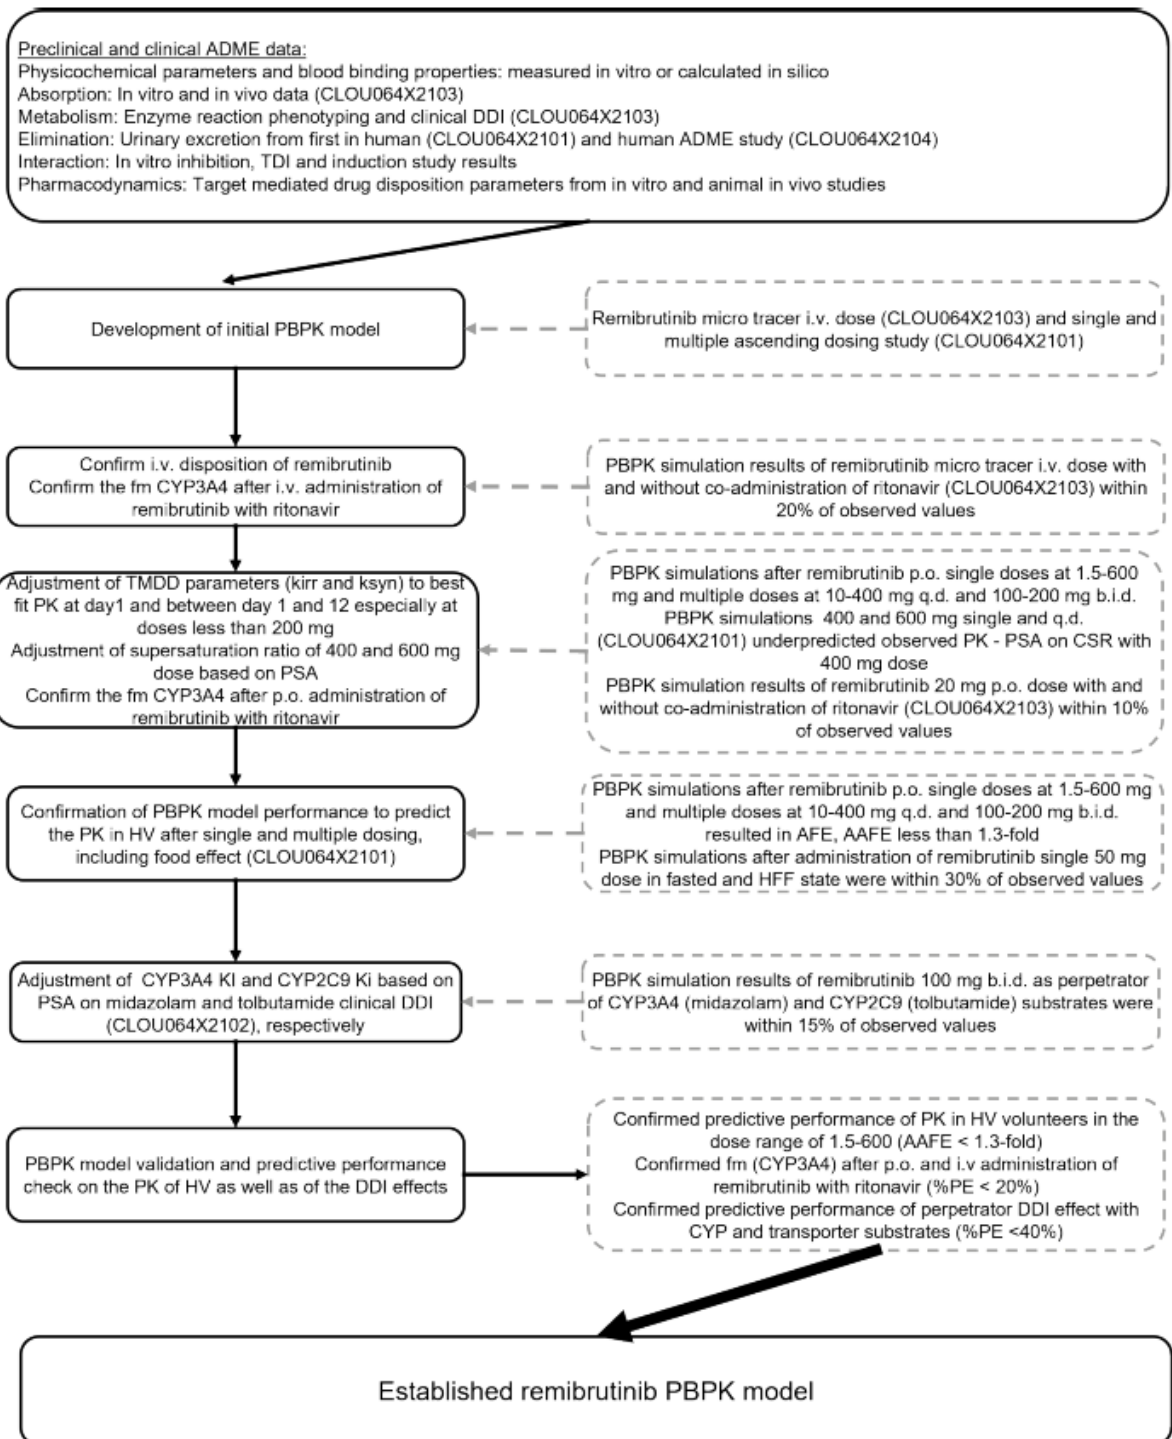 Preclinical and clinical ADME data:
Physicochemical parameters and blood binding properties: measured in vitro or calculated in silico
Absorption: In vitro and in vivo data (CLOU064X2103)
Metabolism: Enzyme reaction phenotyping and clinical DDI (CLOU064X2103)
Elimination: Urinary excretion from first in human (CLOU064X2101) and human ADME study (CLOU064X2104)
Interaction: In vitro inhibition, TDI and induction study results
Pharmacodynamics: Target mediated drug disposition parameters from in vitro and animal in vivo studies
Development of initial PBPK model
Remibrutinib micro tracer i.v. dose (CLOU064X2103) and single and
multiple ascending dosing study (CLOU064X2101)
Confirm i.v. disposition of remibrutinib
Confirm the fm CYP3A4 after i.v. administration of
remibrutinib with ritonavir
PBPK simulation results of remibrutinib micro tracer i.v. dose with
and without co-administration of ritonavir (CLOU064X2103) within
20% of observed values
Adjustment of TMDD parameters (kirr and ksyn) to best
fit PK at day1 and between day 1 and 12 especially at
doses less than 200 mg
Adjustment of supersaturation ratio of 400 and 600 mg
dose based on PSA
Confirm the fm CYP3A4 after p.o. administration of
remibrutinib with ritonavir
PBPK simulations after remibrutinib p.o. single doses at 1.5-600
mg and multiple doses at 10-400 mg q.d. and 100-200 mg b.i.d.
PBPK simulations 400 and 600 mg single and q.d.
(CLOU064X2101) underpredicted observed PK - PSA on CSR with
400 mg dose
PBPK simulation results of remibrutinib 20 mg p.o. dose with and
without co-administration of ritonavir (CLOU064X2103) within 10%
of observed values
Confirmation of PBPK model performance to predict
the PK in HV after single and multiple dosing,
including food effect (CLOU064X2101)
PBPK simulations after remibrutinib p.o. single doses at 1.5-600 mg
and multiple doses at 10-400 mg q.d. and 100-200 mg b.i.d.
resulted in AFE, AAFE less than 1.3-fold
PBPK simulations after administration of remibrutinib single 50 mg
dose in fasted and HFF state were within 30% of observed values
Adjustment of CYP3A4 KI and CYP2C9 Ki based on
PSA on midazolam and tolbutamide clinical DDI
(CLOU064X2102), respectively
PBPK simulation results of remibrutinib 100 mg b.i.d. as perpetrator
of CYP3A4 (midazolam) and CYP2C9 (tolbutamide) substrates were
within 15% of observed values
PBPK model validation and predictive performance
check on the PK of HV as well as of the DDI effects
Confirmed predictive performance of PK in HV volunteers in the
dose range of 1.5-600 (AAFE < 1.3-fold)
Confirmed fm (CYP3A4) after p.o. and i.v administration of
remibrutinib with ritonavir (%PE < 20%)
Confirmed predictive performance of perpetrator DDI effect with
CYP and transporter substrates (%PE <40%)
Established remibrutinib PBPK model